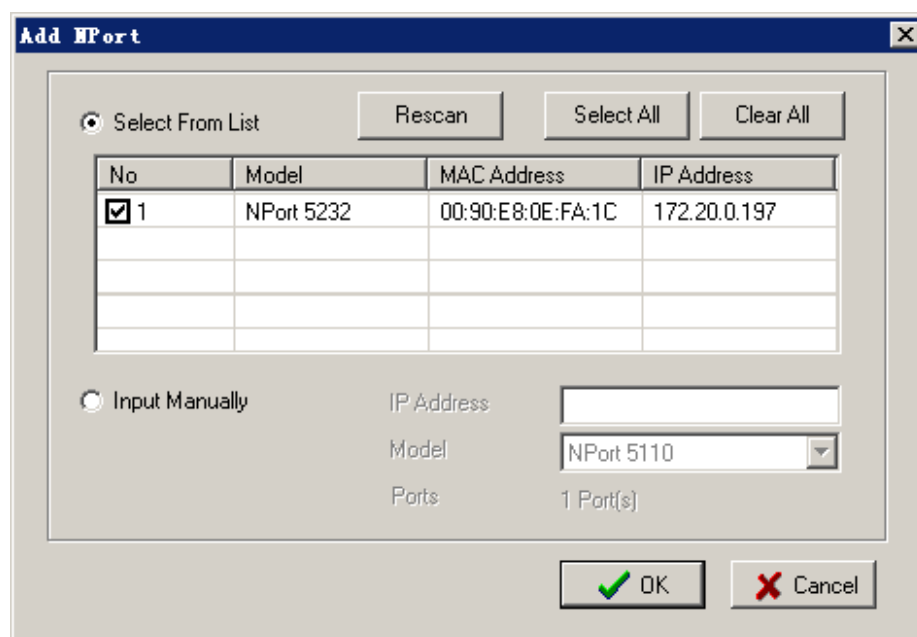 Add NPort
Select From List Rescan Select All Clear All
No Model MAC Address IP Address
1 NPort 5232 00:90:E8:0E:FA:1C 172.20.0.197
Input Manually IP Address
Model NPort 5110
Ports 1 Port(s)
OK Cancel